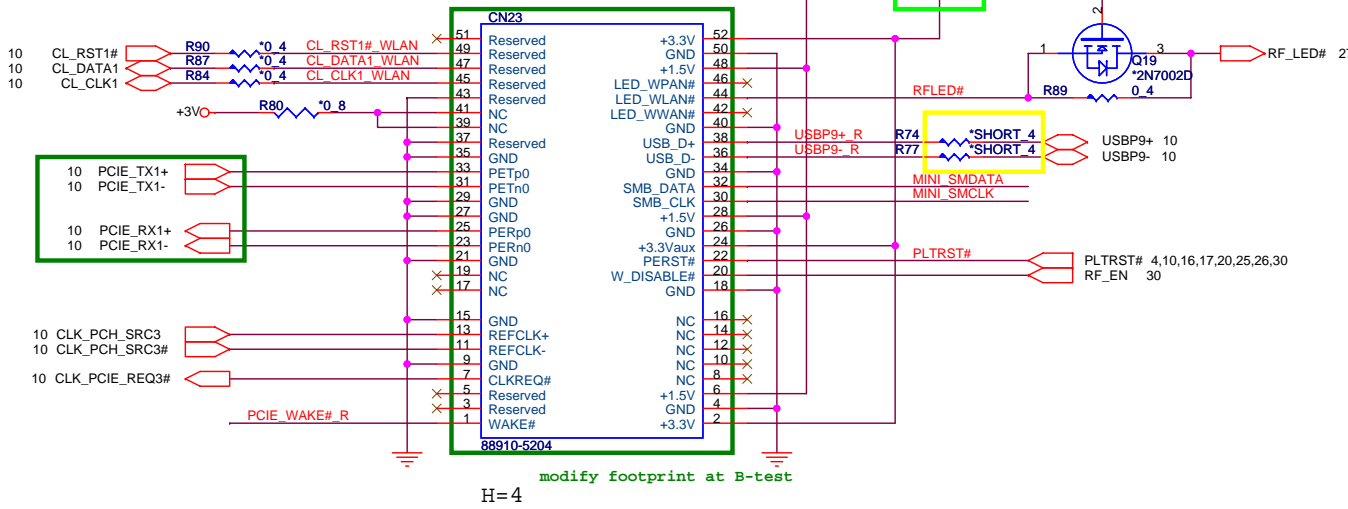 CN23
10 CL_RST1# R90 *0_4 CL_RST1#_WLAN
10 CL_DATA1 R87 *0_4 CL_DATA1_WLAN
10 CL_CLK1 R84 *0_4 CL_CLK1_WLAN
+3V R80 *0_8
10 PCIE_TX1+
10 PCIE_TX1-
10 PCIE_RX1+
10 PCIE_RX1-
10 CLK_PCH_SRC3
10 CLK_PCH_SRC3#
10 CLK_PCIE_REQ3#
PCIE_WAKE#_R
51 Reserved
49 Reserved
47 Reserved
45 Reserved
43 Reserved
41 NC
39 NC
37 Reserved
35 GND
33 PETp0
31 PETn0
29 GND
27 GND
25 PERp0
23 PERn0
21 GND
19 NC
17 NC
15 GND
13 REFCLK+
11 REFCLK-
9 GND
7 CLKREQ#
5 Reserved
3 Reserved
1 WAKE#
+3.3V 52
GND 50
+1.5V 48
LED_WPAN# 46
LED_WLAN# 44
LED_WWAN# 42
GND 40
USB_D+ 38
USB_D- 36
GND 34
SMB_DATA 32
SMB_CLK 30
+1.5V 28
GND 26
+3.3Vaux 24
PERST# 22
W_DISABLE# 20
GND 18
NC 16
NC 14
NC 12
NC 10
NC 8
+1.5V 6
GND 4
+3.3V 2
88910-5204
2
1 3
Q19
*2N7002D
RF_LED# 27
RFLED# R89 0_4
USBP9+_R R74 *SHORT_4 USBP9+ 10
USBP9-_R R77 *SHORT_4 USBP9- 10
MINI_SMDATA
MINI_SMCLK
PLTRST# PLTRST# 4,10,16,17,20,25,26,30
RF_EN 30
modify footprint at B-test
H=4